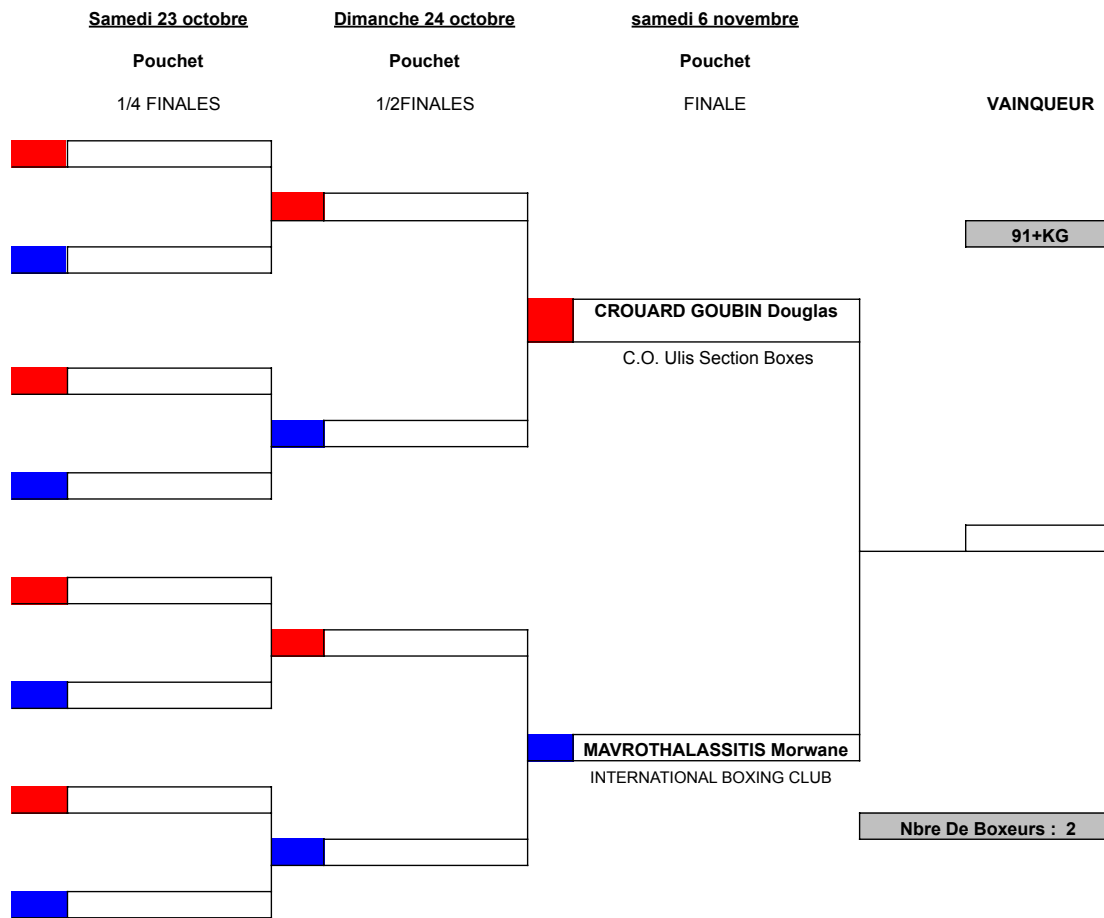 Samedi 23 octobre Dimanche 24 octobre samedi 6 novembre
Pouchet Pouchet Pouchet
1/4 FINALES 1/2FINALES FINALE VAINQUEUR
91+KG
CROUARD GOUBIN Douglas
C.O. Ulis Section Boxes
MAVROTHALASSITIS Morwane
INTERNATIONAL BOXING CLUB
Nbre De Boxeurs : 2